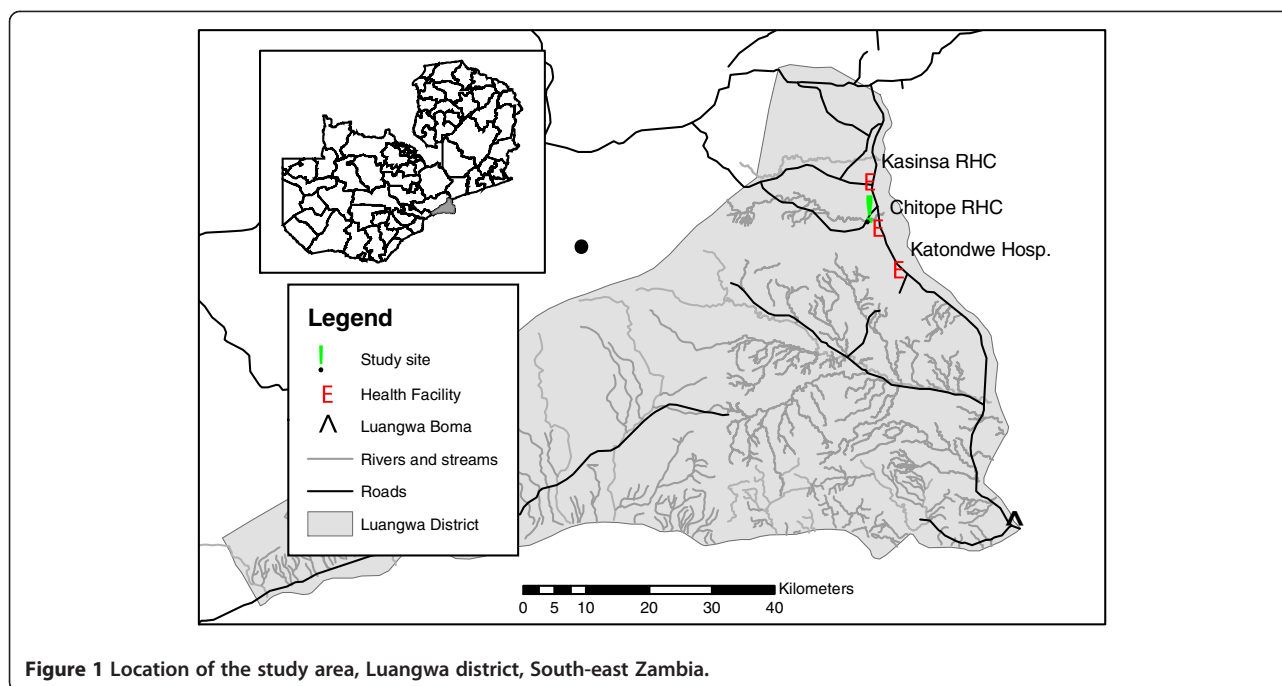 Kasinsa RHC
E
Chitope RHC
E
Katondwe Hosp.
E
Legend
! Study site
E Health Facility
Λ Luangwa Boma
Rivers and streams
Roads
Luangwa District
Λ
Kilometers
0 5 10 20 30 40
Figure 1 Location of the study area, Luangwa district, South-east Zambia.